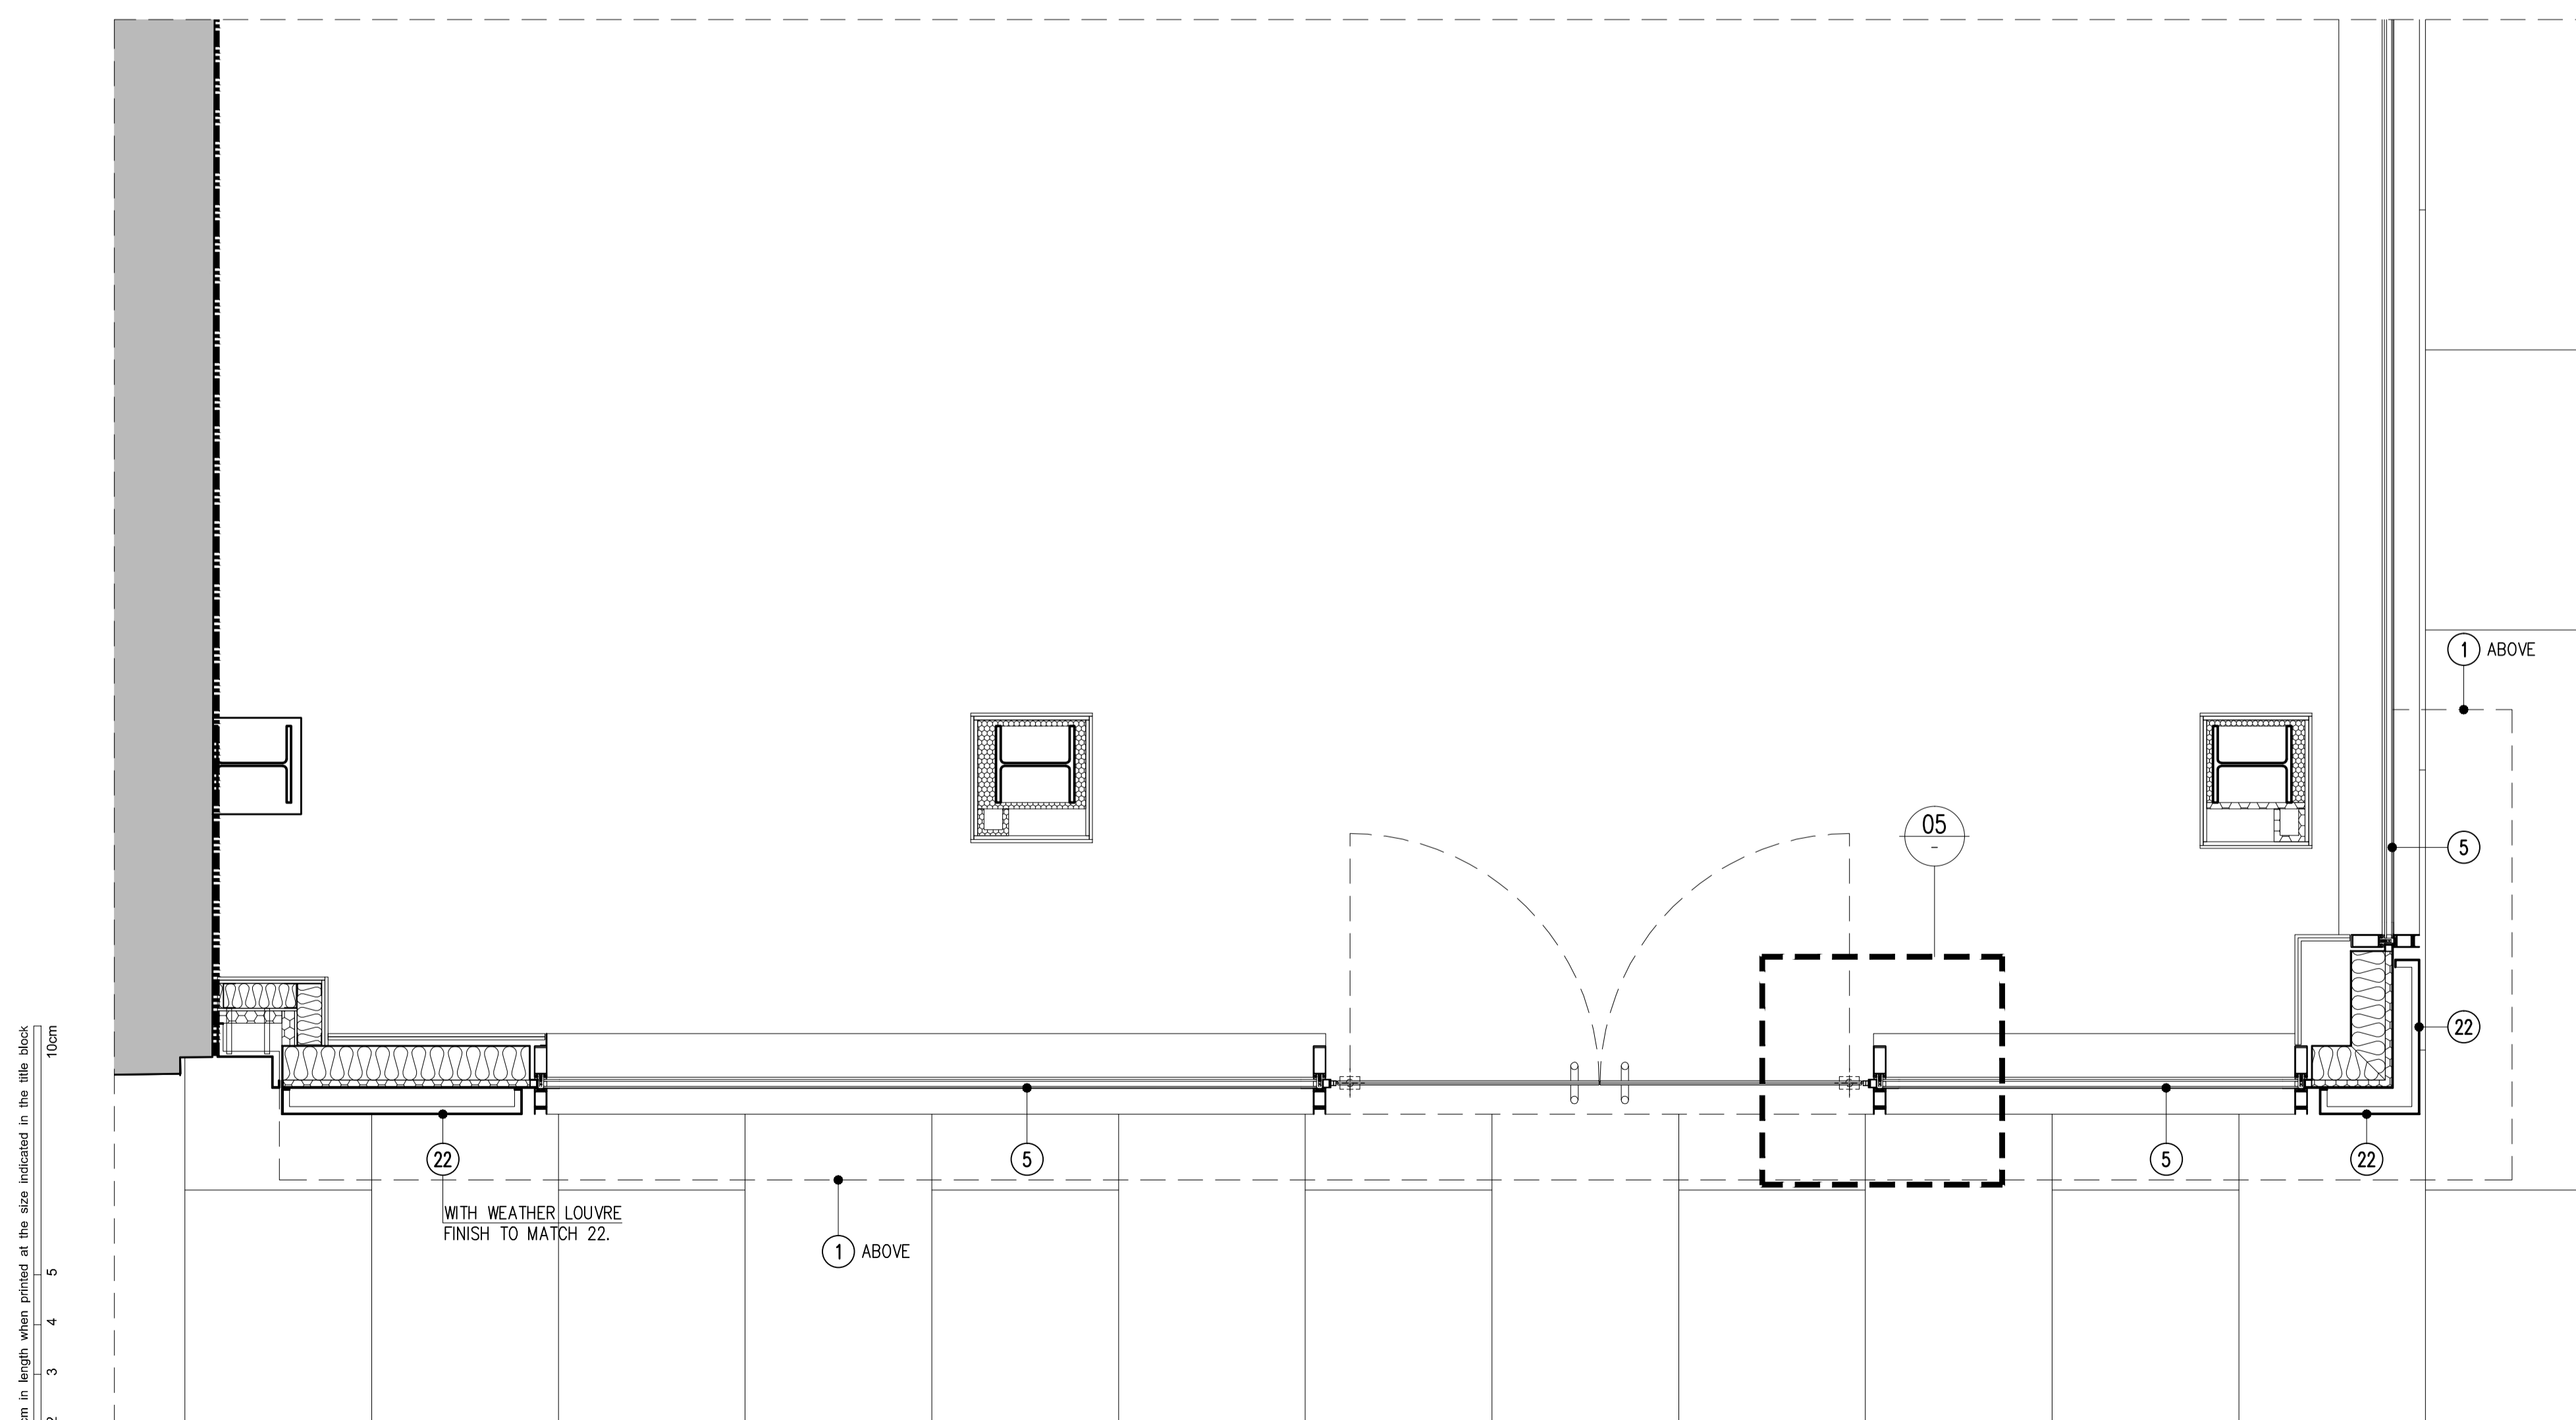 1 ABOVE
05
-
5
22
22
5
5
22
WITH WEATHER LOUVRE
FINISH TO MATCH 22.
1 ABOVE
cm in length when printed at the size indicated in the title block
10cm
5
4
3